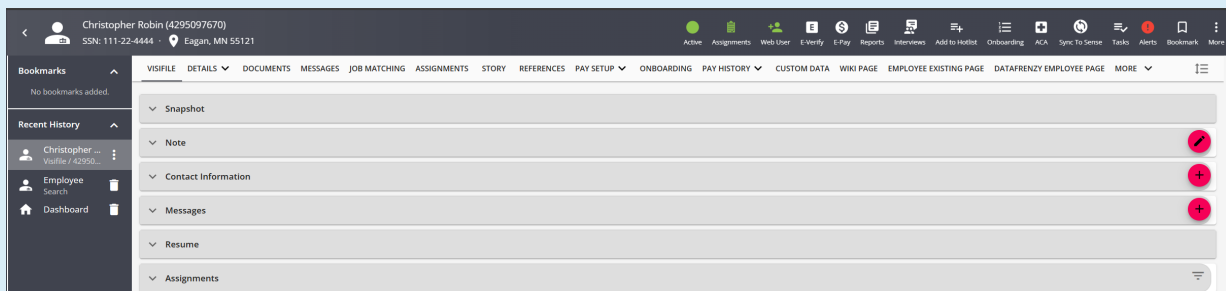 Christopher Robin (4295097670)
SSN: 111-22-4444 · Eagan, MN 55121
Active Assignments Web User E-Verify E-Pay Reports Interviews Add to Hotlist Onboarding ACA Sync To Sense Tasks Alerts Bookmark More
Bookmarks
No bookmarks added.
Recent History
Christopher ...
Visifile / 42950...
Employee
Search
Dashboard
VISIFILE DETAILS DOCUMENTS MESSAGES JOB MATCHING ASSIGNMENTS STORY REFERENCES PAY SETUP ONBOARDING PAY HISTORY CUSTOM DATA WIKI PAGE EMPLOYEE EXISTING PAGE DATAFRENZY EMPLOYEE PAGE MORE
Snapshot
Note
Contact Information
Messages
Resume
Assignments